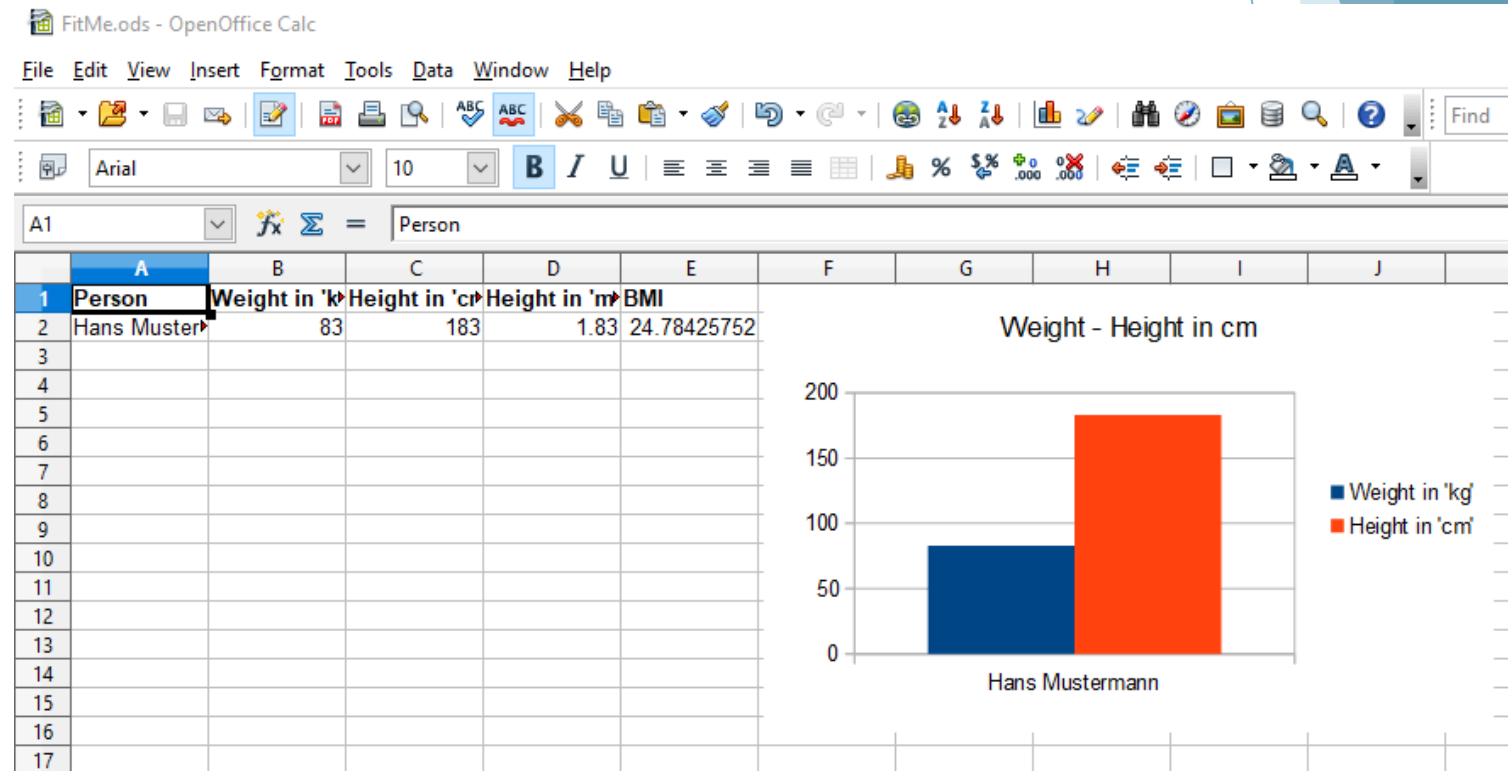 FitMe.ods - OpenOffice Calc
File Edit View Insert Format Tools Data Window Help
Find
Arial 10 B I U
A1 = Person
A B C D E F G H I J
1 Person Weight in 'k Height in 'cm Height in 'm BMI
2 Hans Muster 83 183 1.83 24.78425752
3
4
5
6
7
8
9
10
11
12
13
14
15
16
17
Weight - Height in cm
200
150
100
50
0
Hans Mustermann
Weight in 'kg'
Height in 'cm'